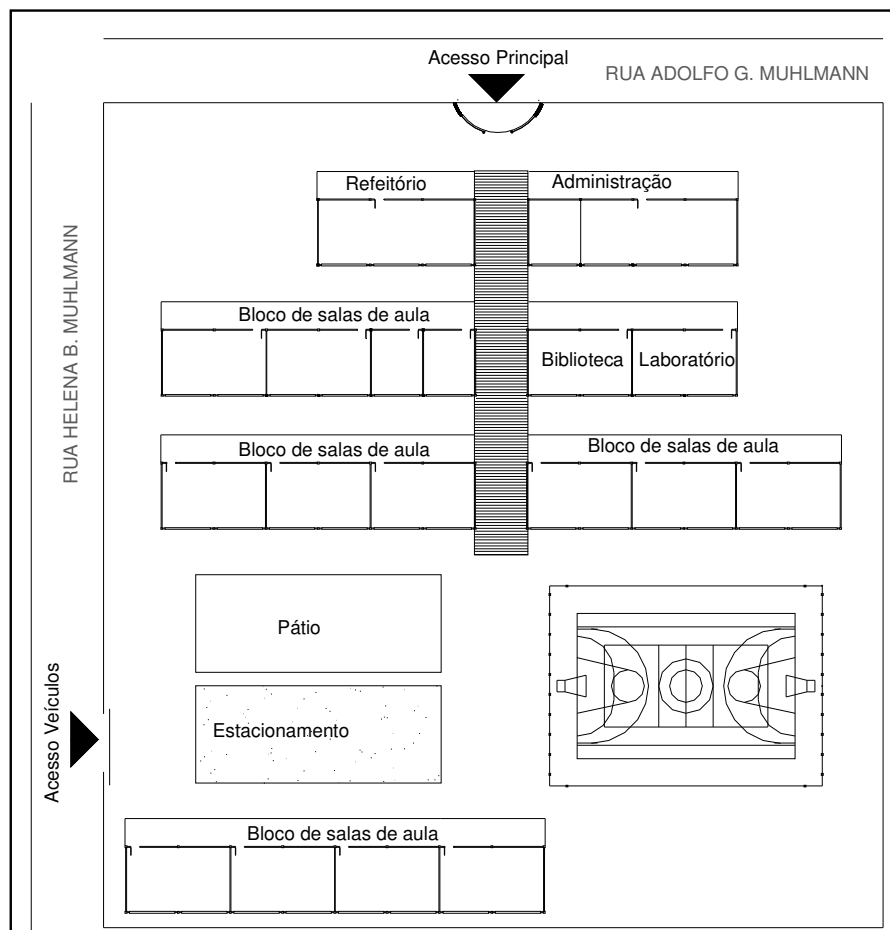 Acesso Principal
RUA ADOLFO G. MUHLMANN
RUA HELENA B. MUHLMANN
Refeitório
Administração
Bloco de salas de aula
Biblioteca
Laboratório
Bloco de salas de aula
Bloco de salas de aula
Pátio
Estacionamento
Acesso Veículos
Bloco de salas de aula